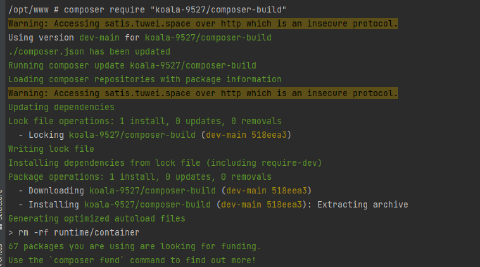 /opt/www # composer require "koala-9527/composer-build"
Warning: Accessing satis.tuwei.space over http which is an insecure protocol.
Using version dev-main for koala-9527/composer-build
./composer.json has been updated
Running composer update koala-9527/composer-build
Loading composer repositories with package information
Warning: Accessing satis.tuwei.space over http which is an insecure protocol.
Updating dependencies
Lock file operations: 1 install, 0 updates, 0 removals
- Locking koala-9527/composer-build (dev-main 518eea3)
Writing lock file
Installing dependencies from lock file (including require-dev)
Package operations: 1 install, 0 updates, 0 removals
- Downloading koala-9527/composer-build (dev-main 518eea3)
- Installing koala-9527/composer-build (dev-main 518eea3): Extracting archive
Generating optimized autoload files
> rm -rf runtime/container
67 packages you are using are looking for funding.
Use the `composer fund` command to find out more!